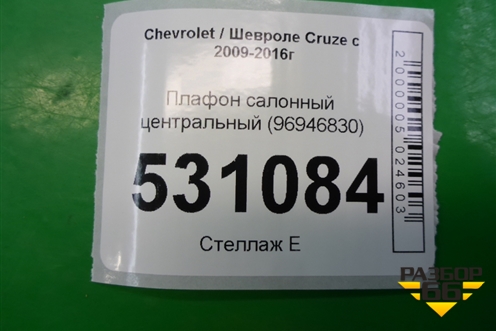 Chevrolet / Шевроле Cruze с
2009-2016г
Плафон салонный
центральный (96946830)
531084
Стеллаж Е
2000005024603
РАЗБОР
66